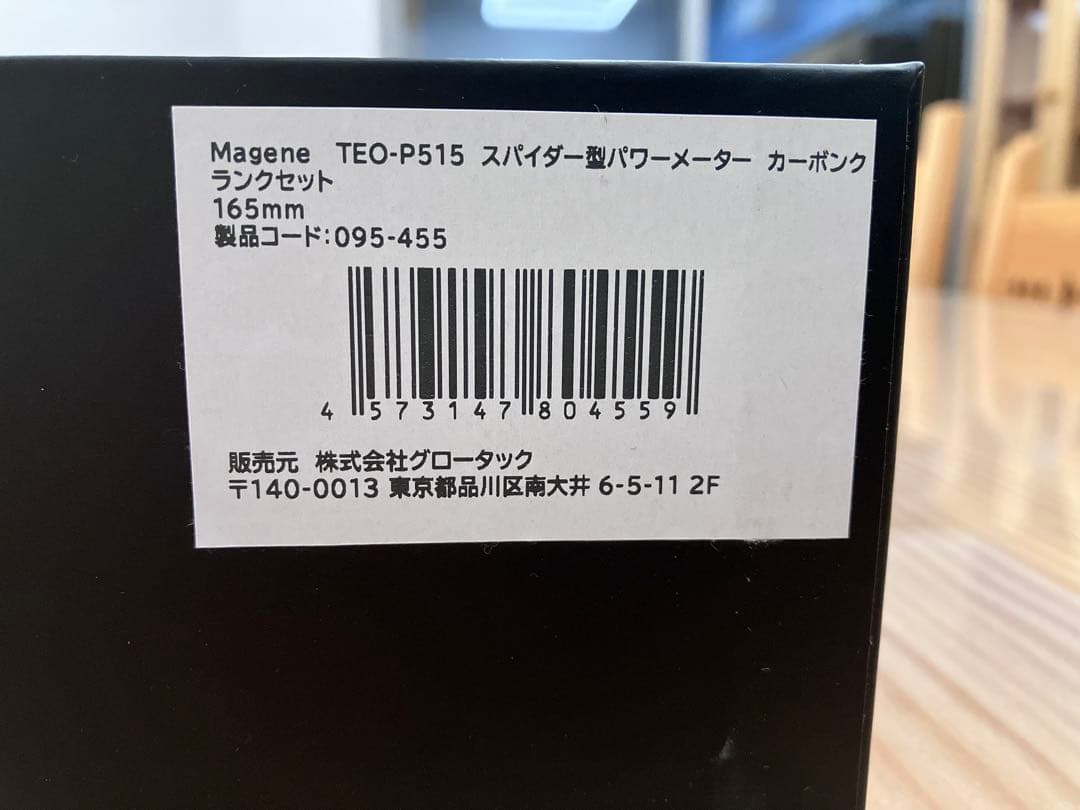 Magene TEO-P515 スパイダー型パワーメーター カーボンク
ランクセット
165mm
製品コード:095-455
4 573147 804559
販売元 株式会社グロータック
〒140-0013 東京都品川区南大井 6-5-11 2F